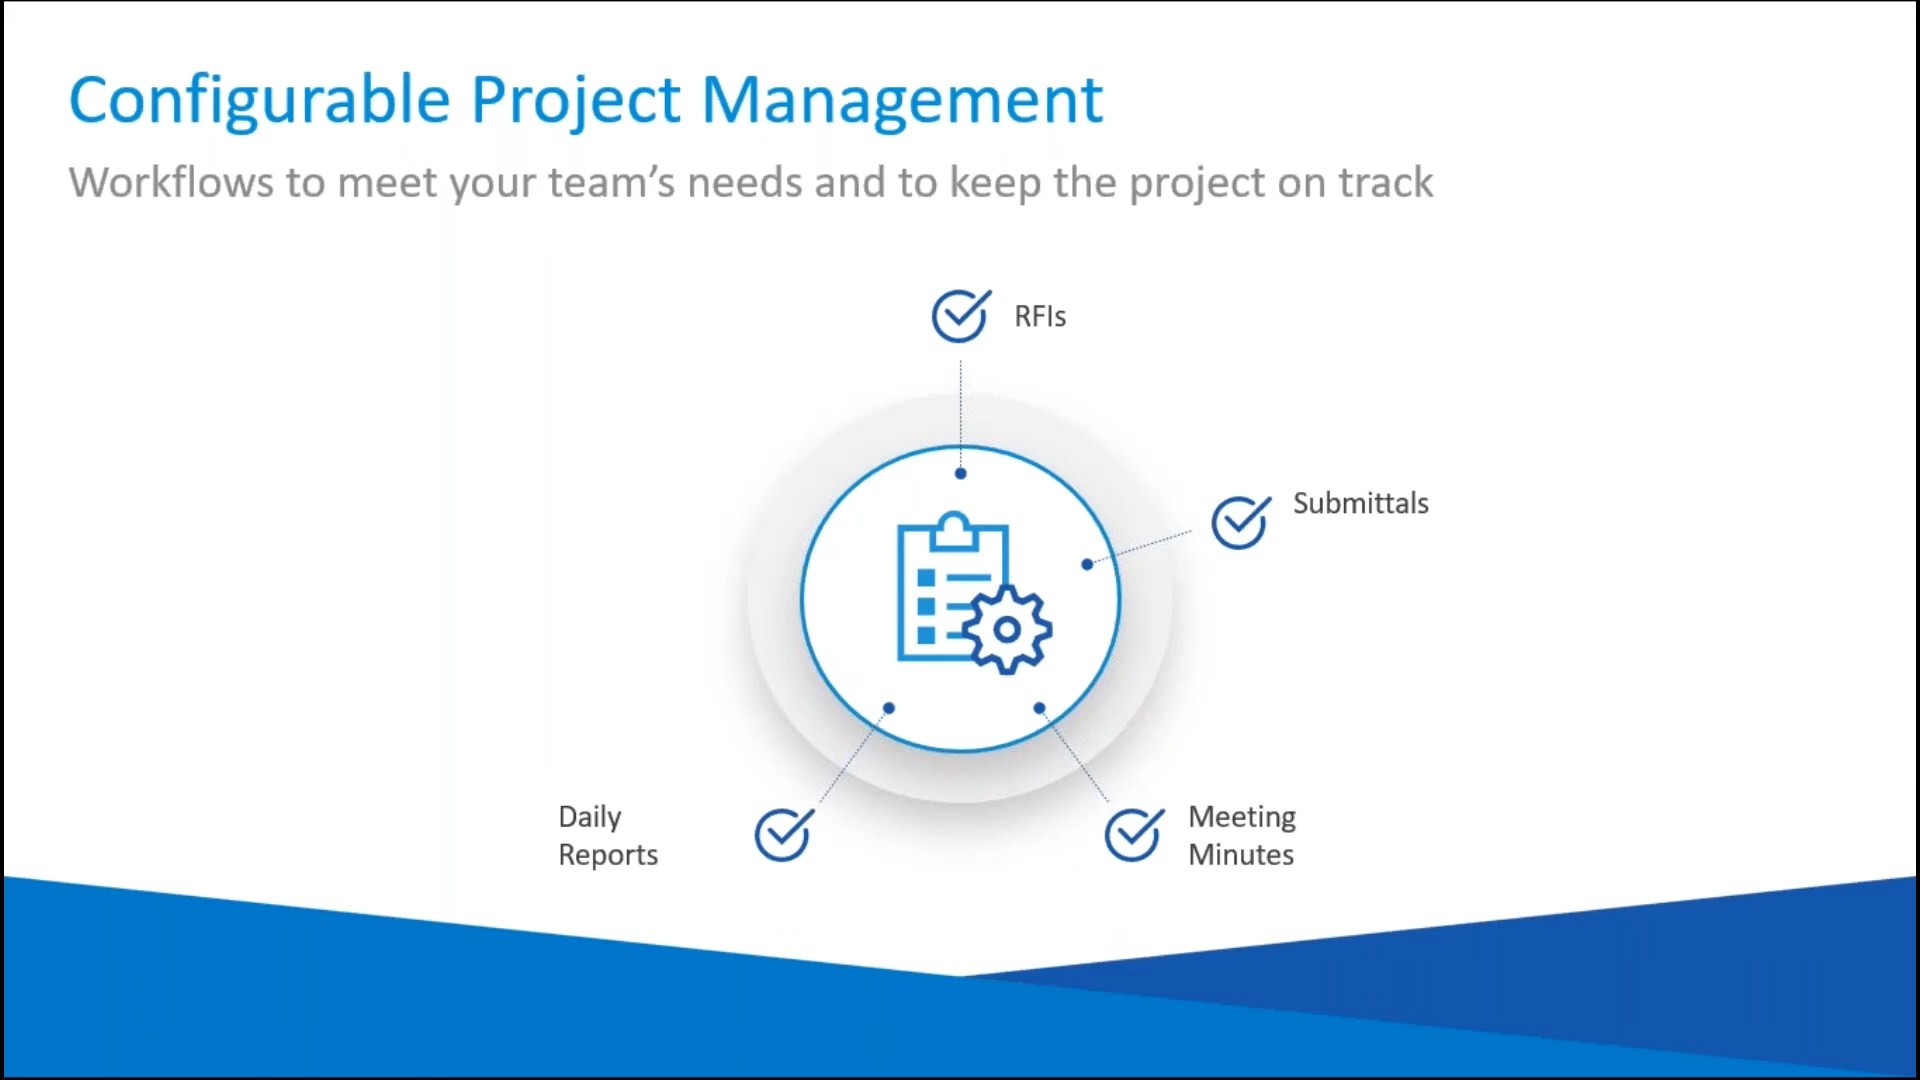 Configurable Project Management
Workflows to meet your team’s needs and to keep the project on track
RFIs
Submittals
Daily
Reports
Meeting
Minutes